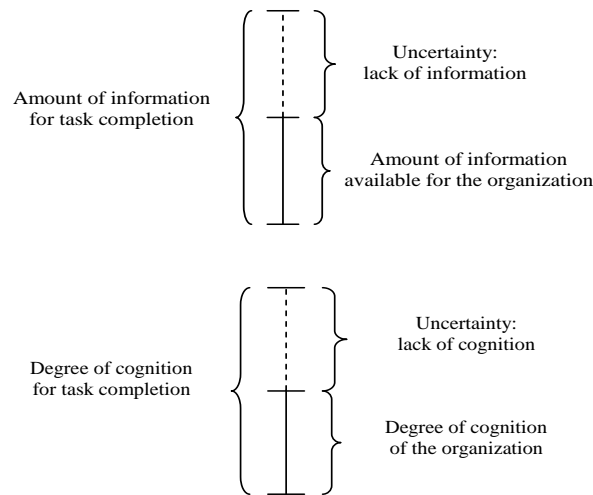 Uncertainty:
lack of information
Amount of information
for task completion
Amount of information
available for the organization
Uncertainty:
lack of cognition
Degree of cognition
for task completion
Degree of cognition
of the organization